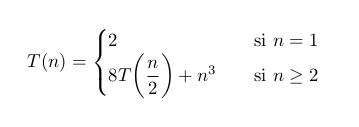 T(n) = { 2 si n = 1
8T(n/2) + n³ si n ≥ 2